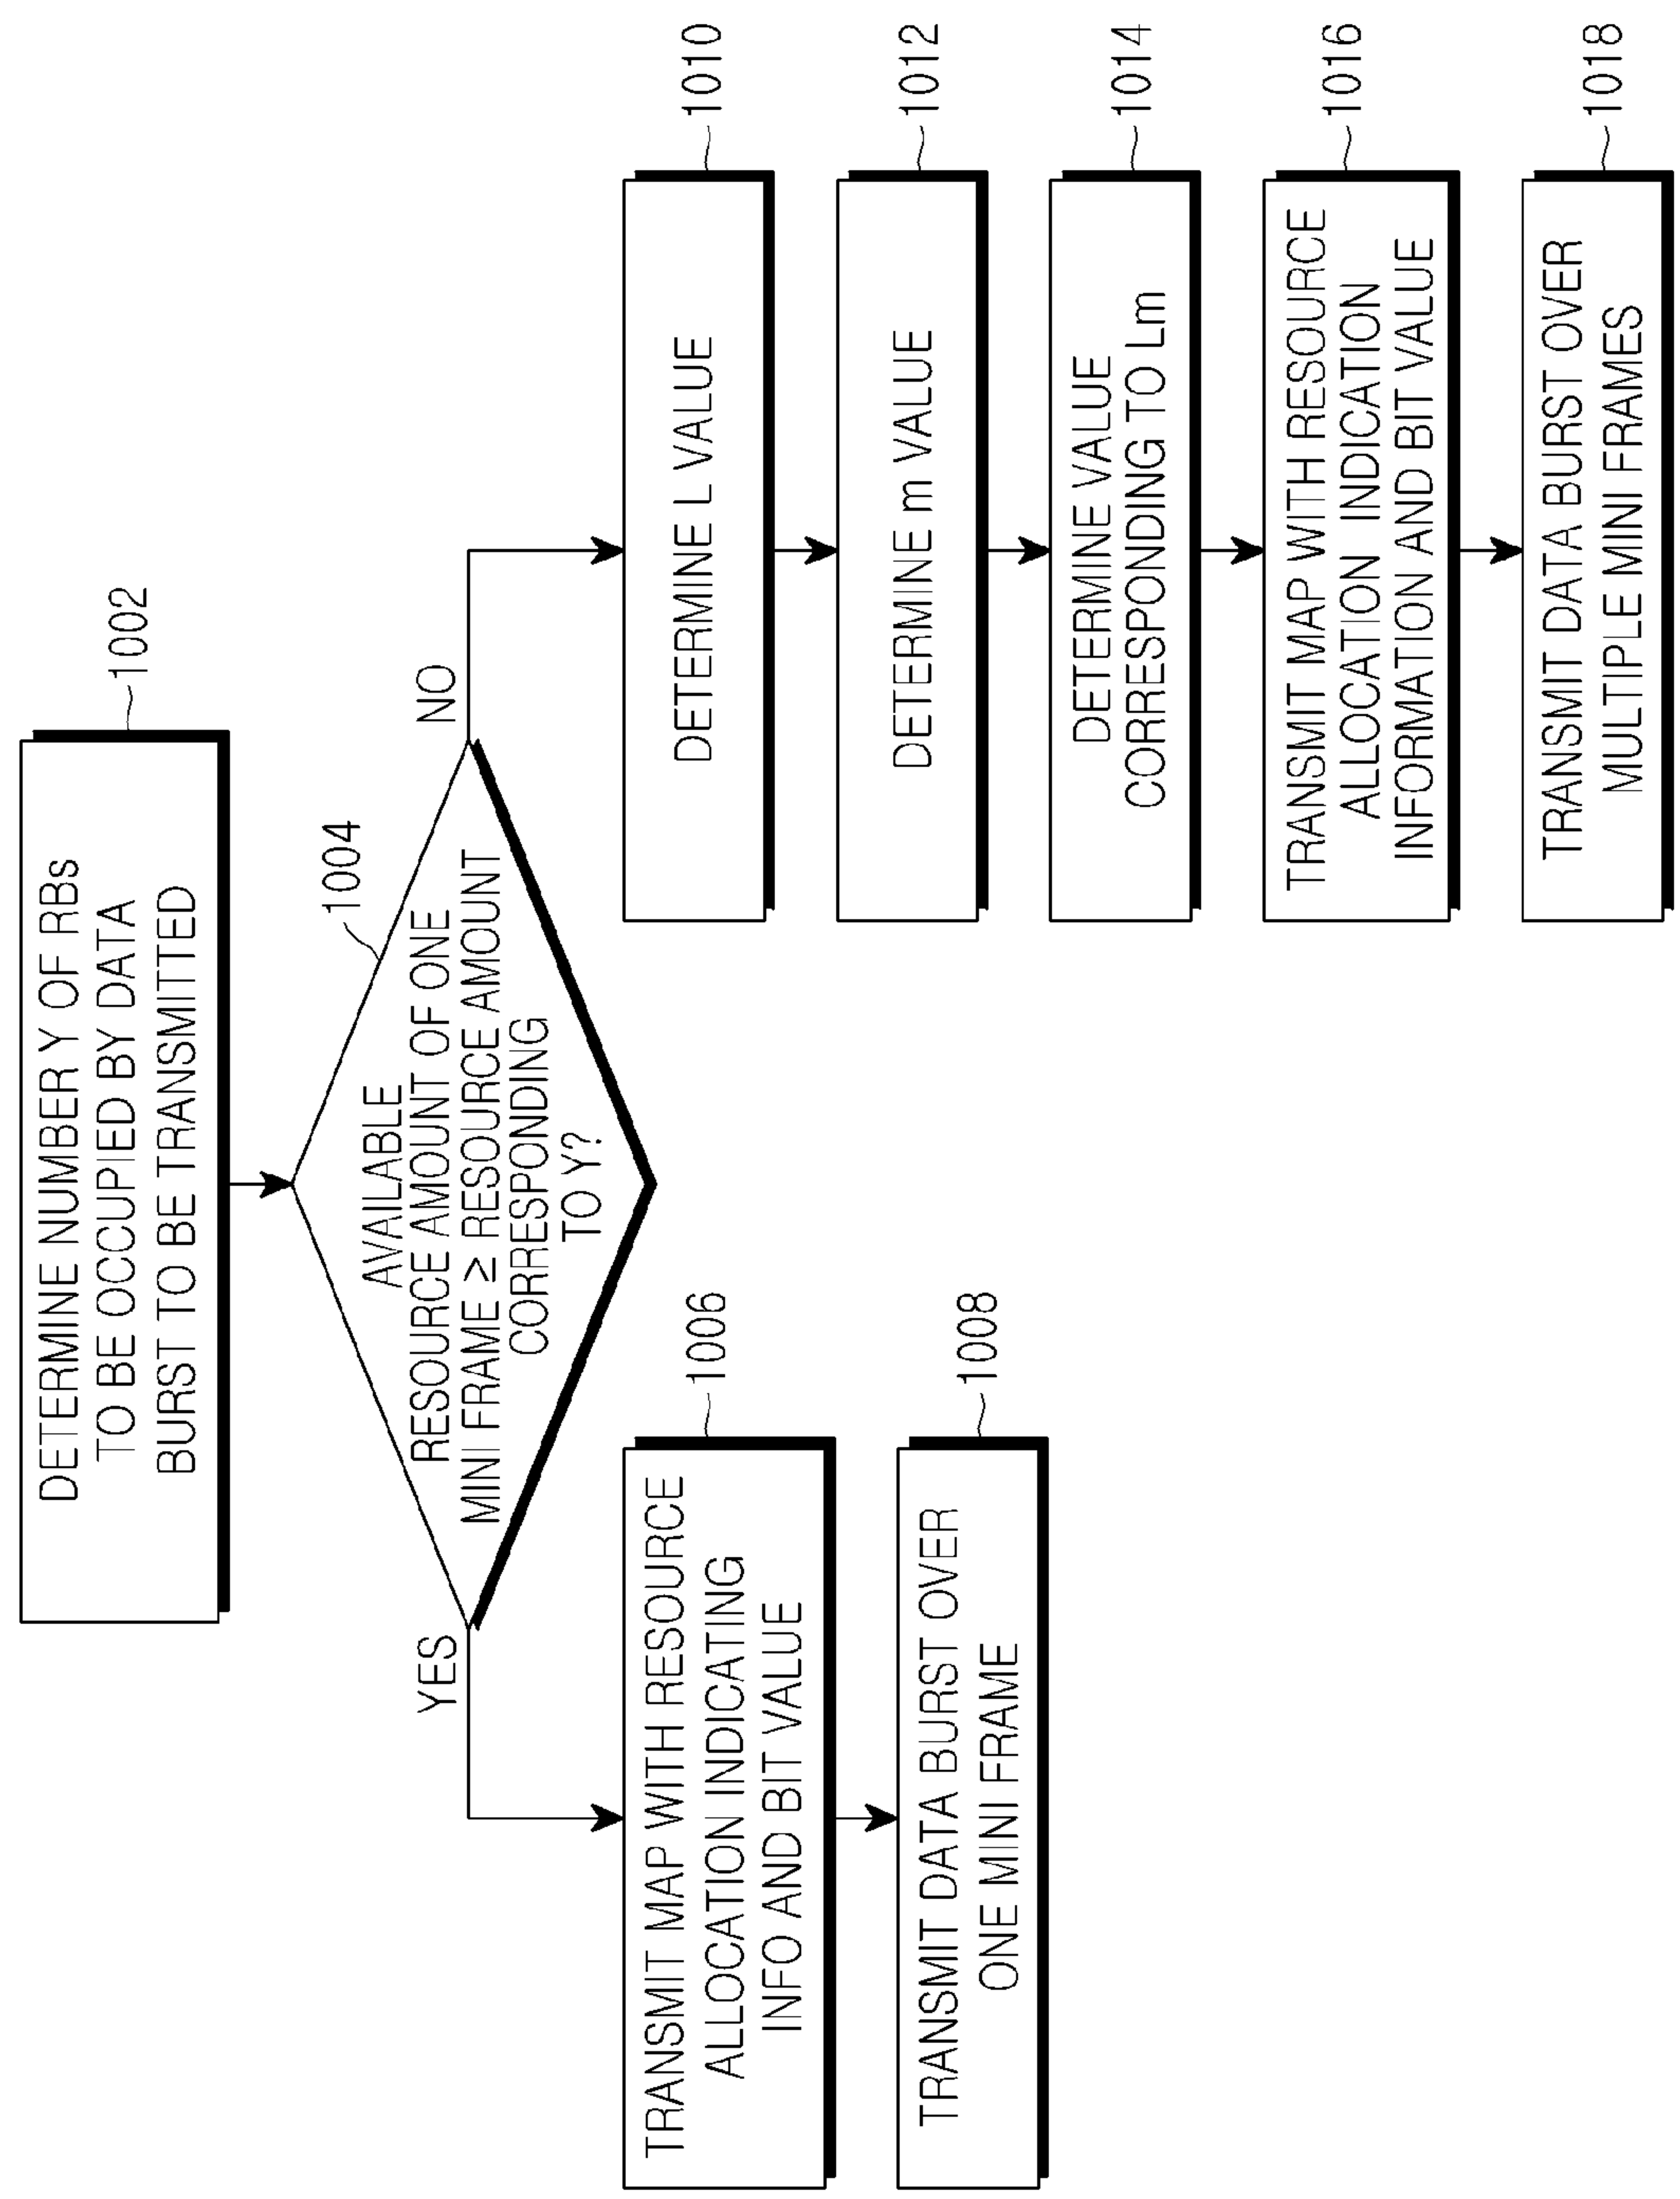 DETERMINE NUMBER Y OF RBs
TO BE OCCUPIED BY DATA
BURST TO BE TRANSMITTED
1002
1004
AVAILABLE
RESOURCE AMOUNT OF ONE
MINI FRAME ≥ RESOURCE AMOUNT
CORRESPONDING
TO Y?
YES
NO
TRANSMIT MAP WITH RESOURCE
ALLOCATION INDICATING
INFO AND BIT VALUE
1006
TRANSMIT DATA BURST OVER
ONE MINI FRAME
1008
DETERMINE L VALUE
1010
DETERMINE m VALUE
1012
DETERMINE VALUE
CORRESPONDING TO Lm
1014
TRANSMIT MAP WITH RESOURCE
ALLOCATION INDICATION
INFORMATION AND BIT VALUE
1016
TRANSMIT DATA BURST OVER
MULTIPLE MINI FRAMES
1018